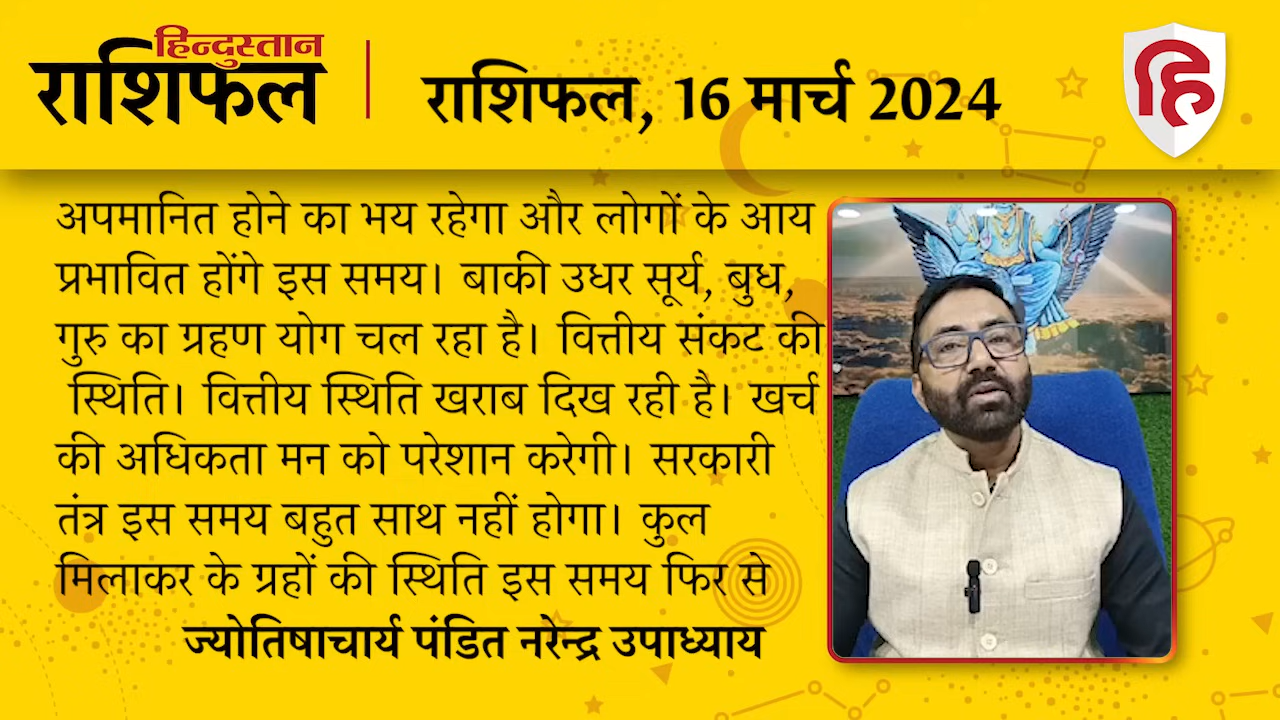 हिन्दुस्तान
राशिफल
राशिफल, 16 मार्च 2024
हि
अपमानित होने का भय रहेगा और लोगों के आय
प्रभावित होंगे इस समय। बाकी उधर सूर्य, बुध,
गुरु का ग्रहण योग चल रहा है। वित्तीय संकट की
स्थिति। वित्तीय स्थिति खराब दिख रही है। खर्च
की अधिकता मन को परेशान करेगी। सरकारी
तंत्र इस समय बहुत साथ नहीं होगा। कुल
मिलाकर के ग्रहों की स्थिति इस समय फिर से
ज्योतिषाचार्य पंडित नरेन्द्र उपाध्याय